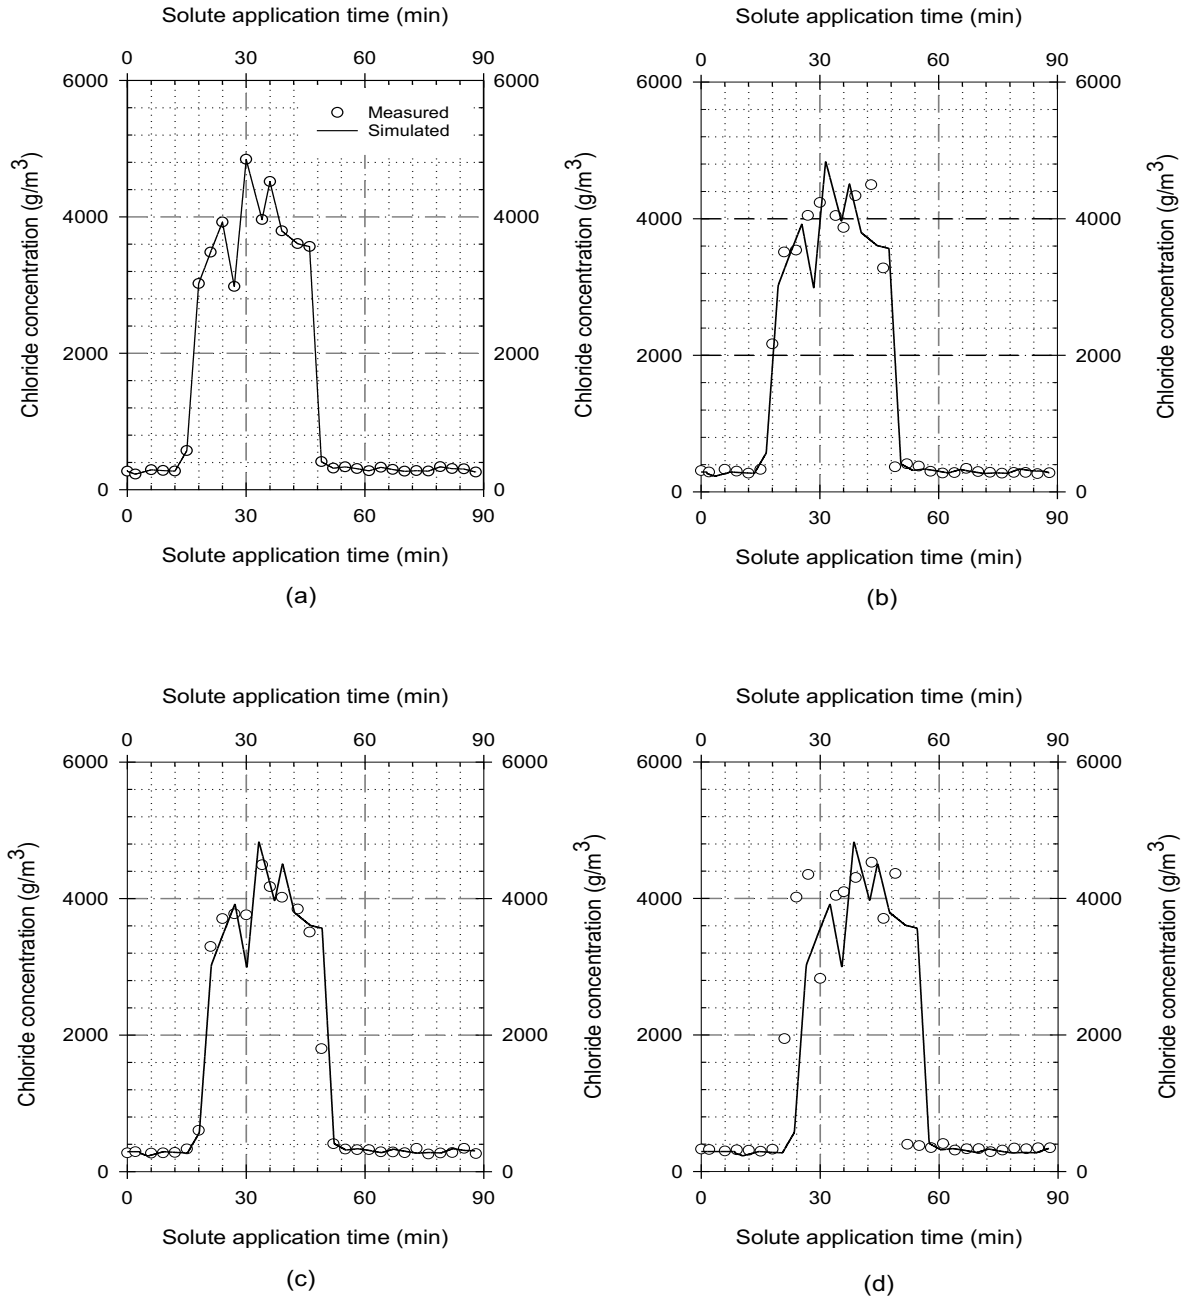 Solute application time (min)
0 30 60 90
6000 6000
Measured
Simulated
4000 4000
2000 2000
0 0
0 30 60 90
Chloride concentration (g/m³)
Chloride concentration (g/m³)
Solute application time (min)
(a)
Solute application time (min)
0 30 60 90
6000 6000
4000 4000
2000 2000
0 0
0 30 60 90
Chloride concentration (g/m³)
Solute application time (min)
(b)
Solute application time (min)
0 30 60 90
6000 6000
4000 4000
2000 2000
0 0
0 30 60 90
Chloride concentration (g/m³)
Chloride concentration (g/m³)
Solute application time (min)
(c)
Solute application time (min)
0 30 60 90
6000 6000
4000 4000
2000 2000
0 0
0 30 60 90
Chloride concentration (g/m³)
Solute application time (min)
(d)